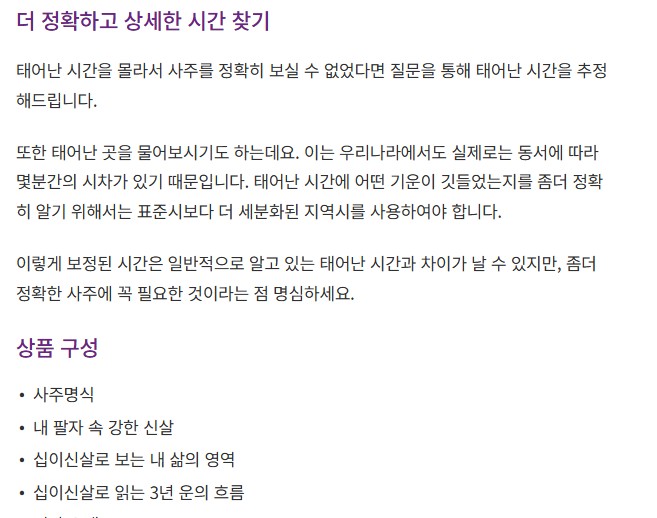 더 정확하고 상세한 시간 찾기
태어난 시간을 몰라서 사주를 정확히 보실 수 없었다면 질문을 통해 태어난 시간을 추정
해드립니다.
또한 태어난 곳을 물어보시기도 하는데요. 이는 우리나라에서도 실제로는 동서에 따라
몇분간의 시차가 있기 때문입니다. 태어난 시간에 어떤 기운이 깃들었는지를 좀더 정확
히 알기 위해서는 표준시보다 더 세분화된 지역시를 사용하여야 합니다.
이렇게 보정된 시간은 일반적으로 알고 있는 태어난 시간과 차이가 날 수 있지만, 좀더
정확한 사주에 꼭 필요한 것이라는 점 명심하세요.
상품 구성
• 사주명식
• 내 팔자 속 강한 신살
• 십이신살로 보는 내 삶의 영역
• 십이신살로 읽는 3년 운의 흐름